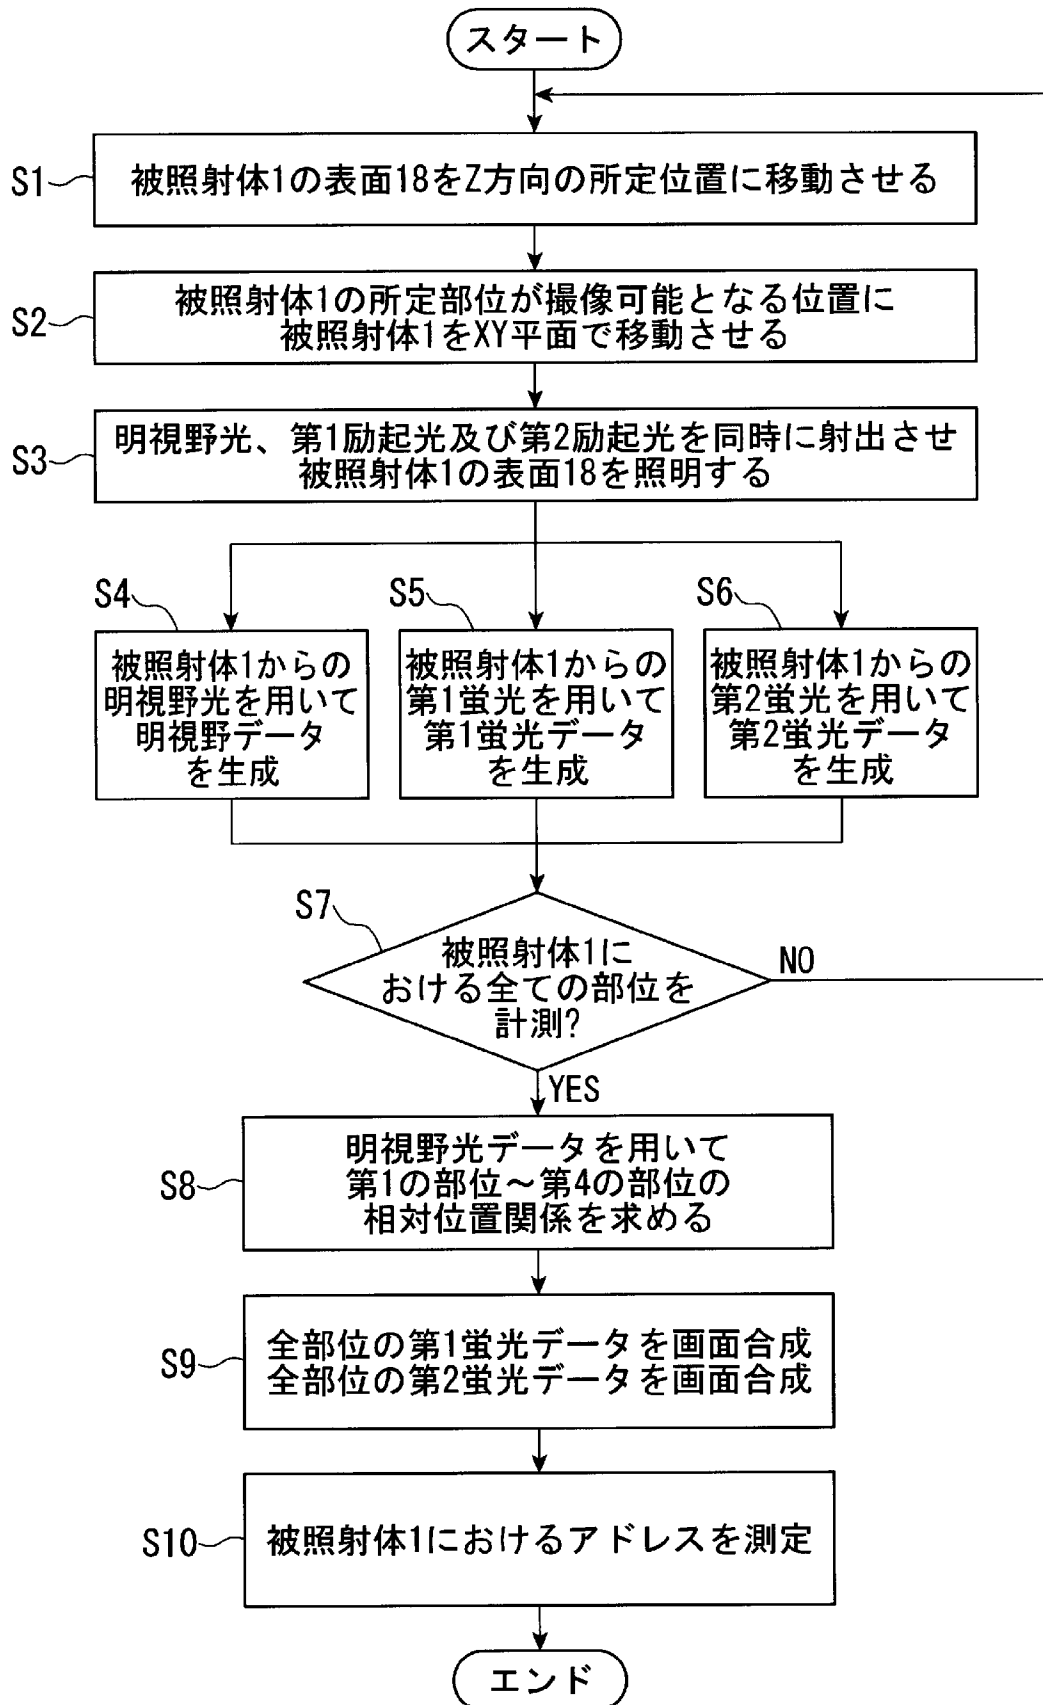 スタート
S1
被照射体1の表面18をZ方向の所定位置に移動させる
S2
被照射体1の所定部位が撮像可能となる位置に
被照射体1をXY平面で移動させる
S3
明視野光、第1励起光及び第2励起光を同時に射出させ
被照射体1の表面18を照明する
S4
被照射体1からの
明視野光を用いて
明視野データ
を生成
S5
被照射体1からの
第1蛍光を用いて
第1蛍光データ
を生成
S6
被照射体1からの
第2蛍光を用いて
第2蛍光データ
を生成
S7
被照射体1に
おける全ての部位を
計測?
NO
YES
S8
明視野光データを用いて
第1の部位～第4の部位の
相対位置関係を求める
S9
全部位の第1蛍光データを画面合成
全部位の第2蛍光データを画面合成
S10
被照射体1におけるアドレスを測定
エンド